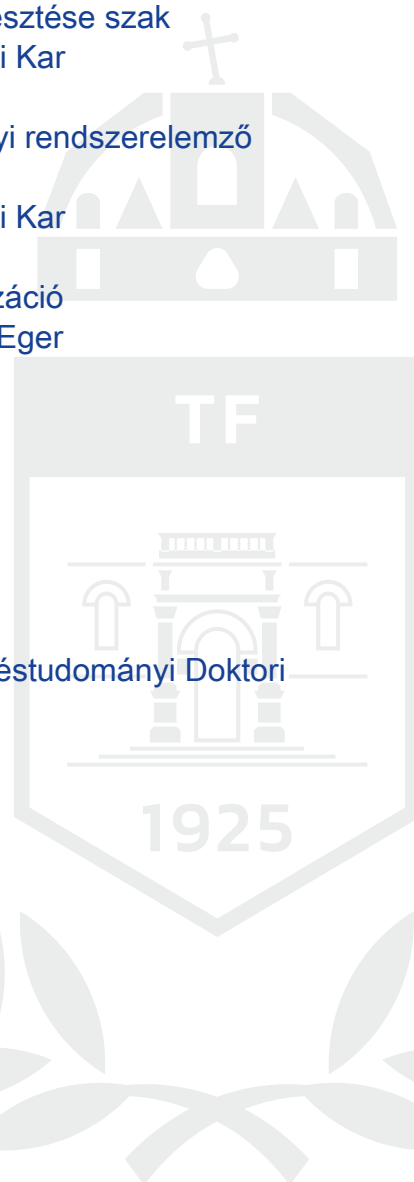 esztése szak
i Kar
yi rendszerelemző
i Kar
záció
Eger
TF
éstudományi Doktori
1925